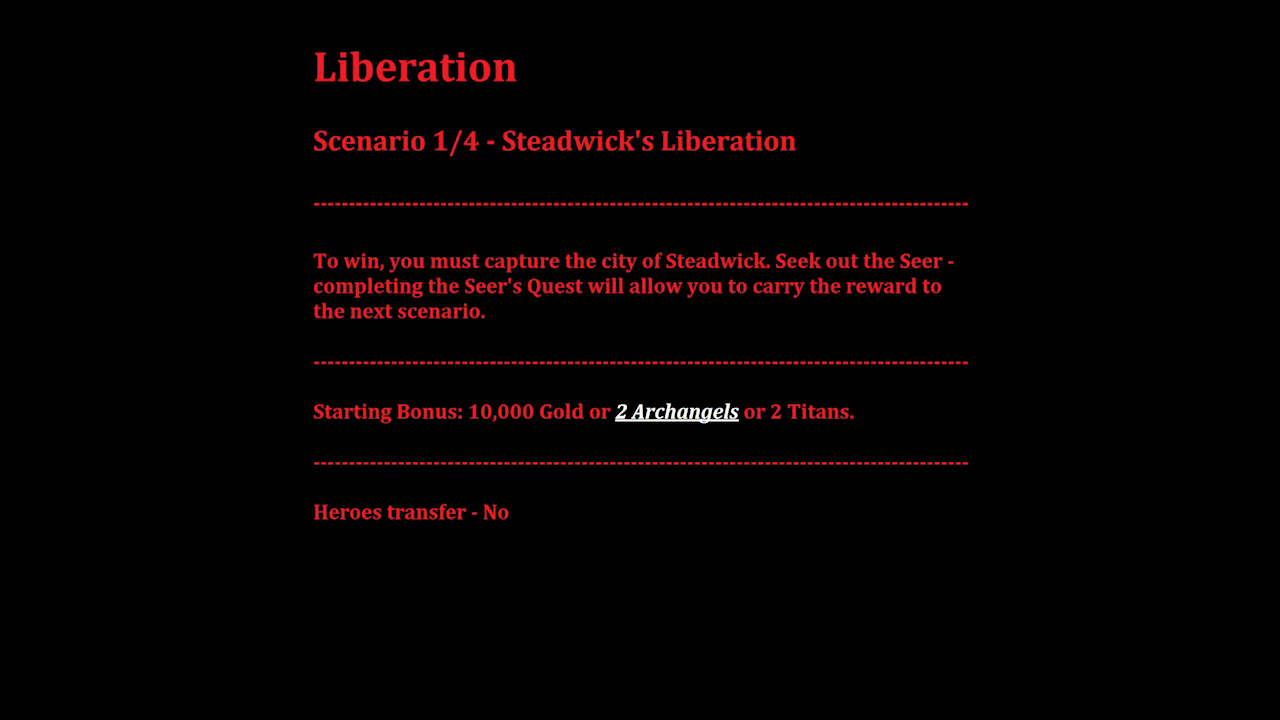 Liberation
Scenario 1/4 - Steadwick's Liberation
---------------------------------------------------------------------------------------------
To win, you must capture the city of Steadwick. Seek out the Seer -
completing the Seer's Quest will allow you to carry the reward to
the next scenario.
---------------------------------------------------------------------------------------------
Starting Bonus: 10,000 Gold or 2 Archangels or 2 Titans.
---------------------------------------------------------------------------------------------
Heroes transfer - No